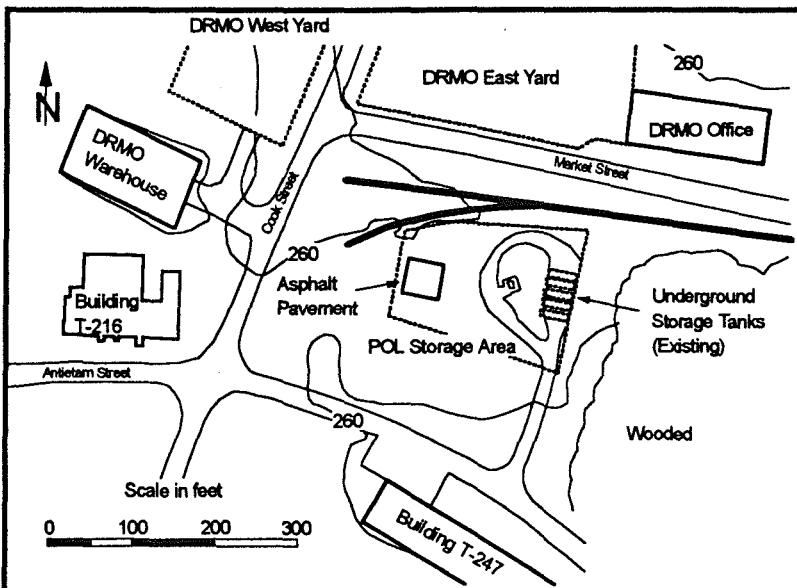 DRMO West Yard
260
DRMO East Yard
N
DRMO
Warehouse
DRMO Office
Market Street
Cook Street
260
Asphalt
Pavement
Underground
Storage Tanks
(Existing)
Building
T-216
POL Storage Area
Antietam Street
260
Wooded
Scale in feet
0 100 200 300
Building T-247